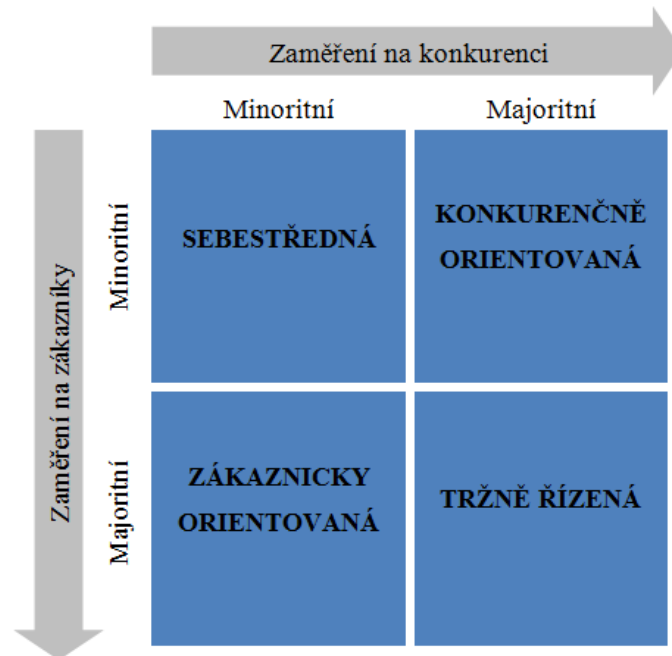 Zaměření na konkurenci
Minoritní
Majoritní
Zaměření na zákazníky
Minoritní
SEBESTŘEDNÁ
KONKURENČNĚ
ORIENTOVANÁ
Majoritní
ZÁKAZNICKY
ORIENTOVANÁ
TRŽNĚ ŘÍZENÁ